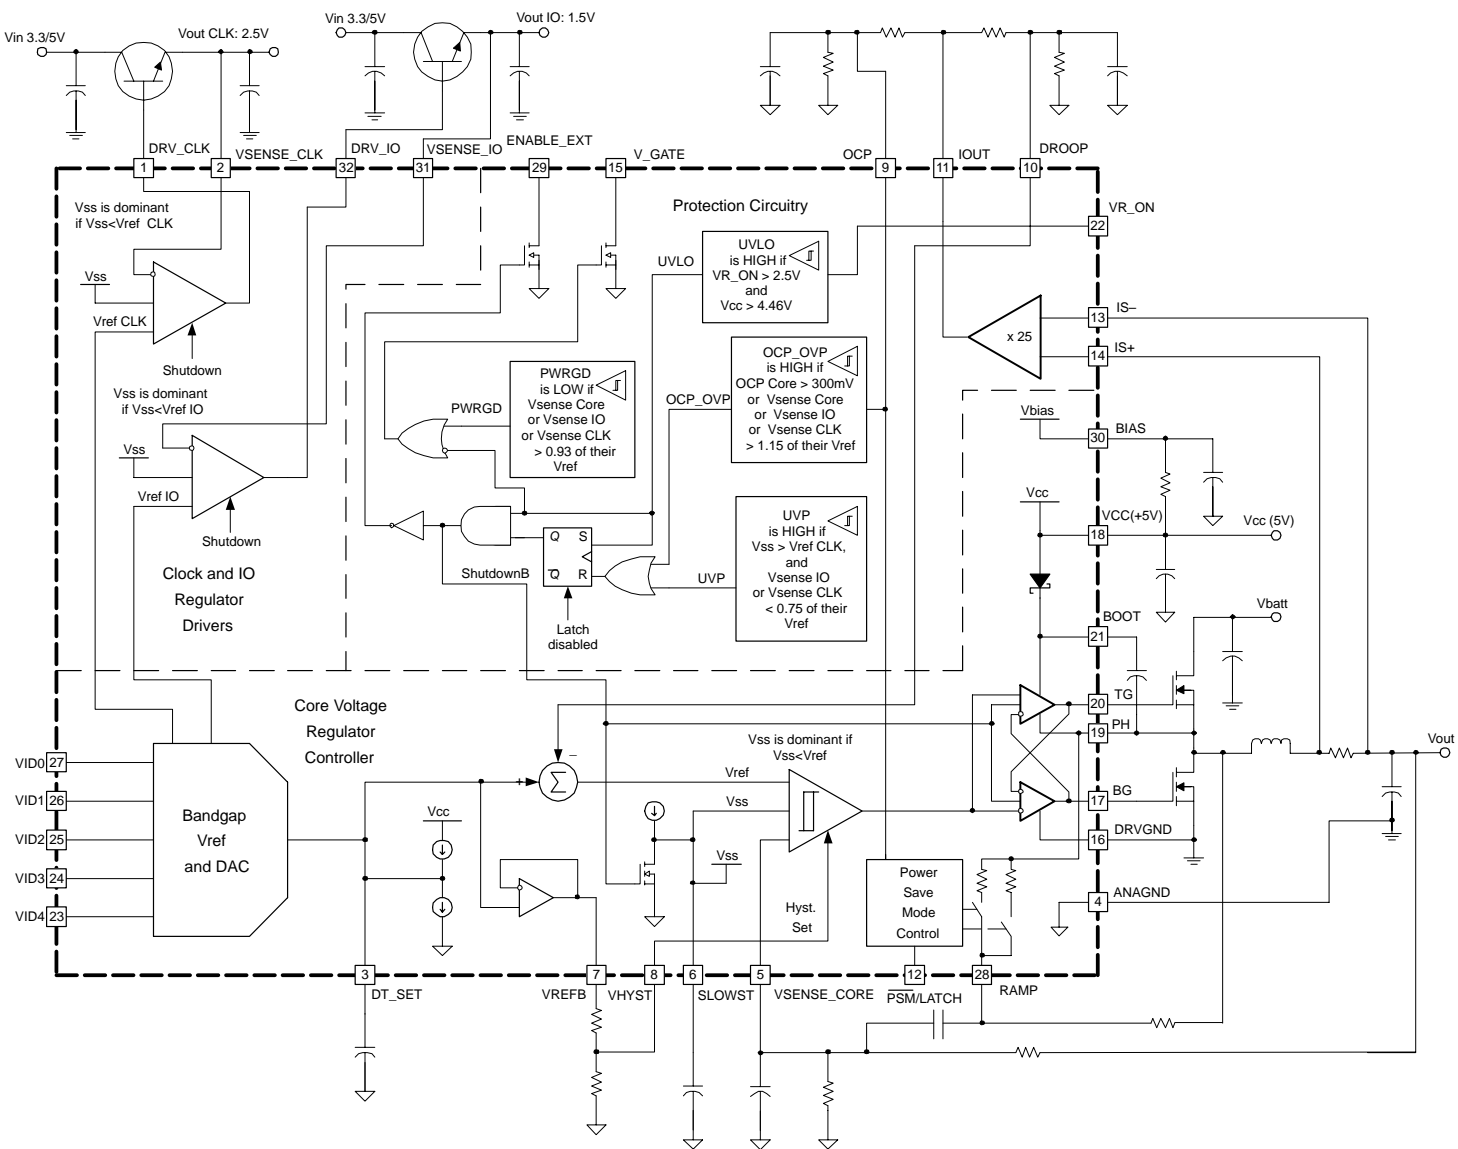 Vin 3.3/5V
Vout CLK: 2.5V
Vin 3.3/5V
Vout IO: 1.5V
DRV_CLK
VSENSE_CLK
DRV_IO
VSENSE_IO
ENABLE_EXT
V_GATE
OCP
IOUT
DROOP
1
2
32
31
29
15
9
11
10
Vss is dominant
if Vss<Vref CLK
Vss
Vref CLK
Shutdown
Vss is dominant
if Vss<Vref IO
Vss
Vref IO
Shutdown
Clock and IO
Regulator
Drivers
Protection Circuitry
UVLO
UVLO
is HIGH if
VR_ON > 2.5V
and
Vcc > 4.46V
PWRGD
PWRGD
is LOW if
Vsense Core
or Vsense IO
or Vsense CLK
> 0.93 of their
Vref
OCP_OVP
OCP_OVP
is HIGH if
OCP Core > 300mV
or Vsense Core
or Vsense IO
or Vsense CLK
> 1.15 of their Vref
UVP
UVP
is HIGH if
Vss > Vref CLK,
and
Vsense IO
or Vsense CLK
< 0.75 of their
Vref
Q S
Q R
ShutdownB
Latch
disabled
x 25
VR_ON
22
IS–
13
IS+
14
Vbias
BIAS
30
Vcc
VCC(+5V)
18
Vcc (5V)
BOOT
21
Vbatt
TG
20
PH
19
BG
17
DRVGND
16
ANAGND
4
Vout
Core Voltage
Regulator
Controller
VID0
27
VID1
26
VID2
25
VID3
24
VID4
23
Bandgap
Vref
and DAC
Vcc
+
Σ
–
Vref
Vss is dominant if
Vss<Vref
Vss
Vss
Hyst.
Set
Power
Save
Mode
Control
3
7
8
6
5
12
28
DT_SET
VREFB
VHYST
SLOWST
VSENSE_CORE
PSM/LATCH
RAMP